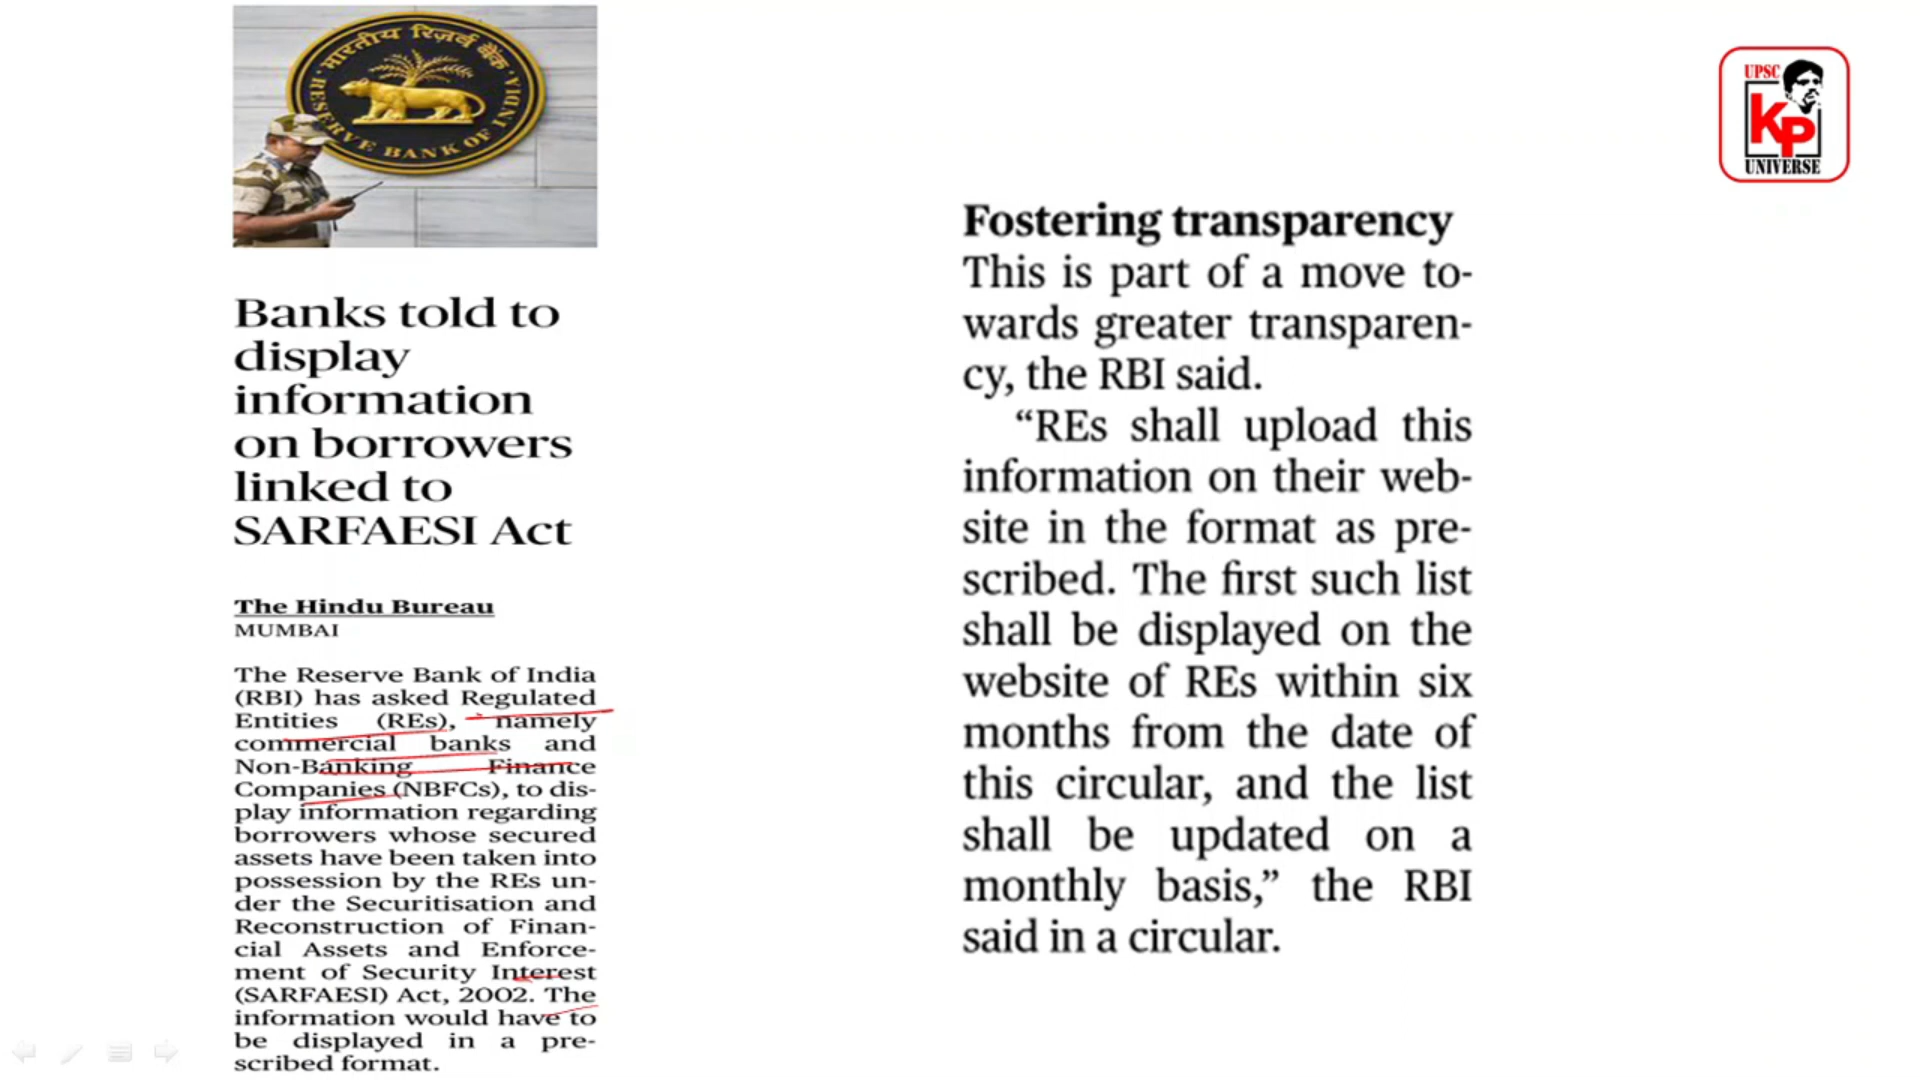 भारतीय रिज़र्व बैंक
RESERVE BANK OF INDIA
Banks told to
display
information
on borrowers
linked to
SARFAESI Act
The Hindu Bureau
MUMBAI
The Reserve Bank of India
(RBI) has asked Regulated
Entities (REs), namely
commercial banks and
Non-Banking Finance
Companies (NBFCs), to dis-
play information regarding
borrowers whose secured
assets have been taken into
possession by the REs un-
der the Securitisation and
Reconstruction of Finan-
cial Assets and Enforce-
ment of Security Interest
(SARFAESI) Act, 2002. The
information would have to
be displayed in a pre-
scribed format.
UPSC
KP
UNIVERSE
Fostering transparency
This is part of a move to-
wards greater transparen-
cy, the RBI said.
“REs shall upload this
information on their web-
site in the format as pre-
scribed. The first such list
shall be displayed on the
website of REs within six
months from the date of
this circular, and the list
shall be updated on a
monthly basis,” the RBI
said in a circular.